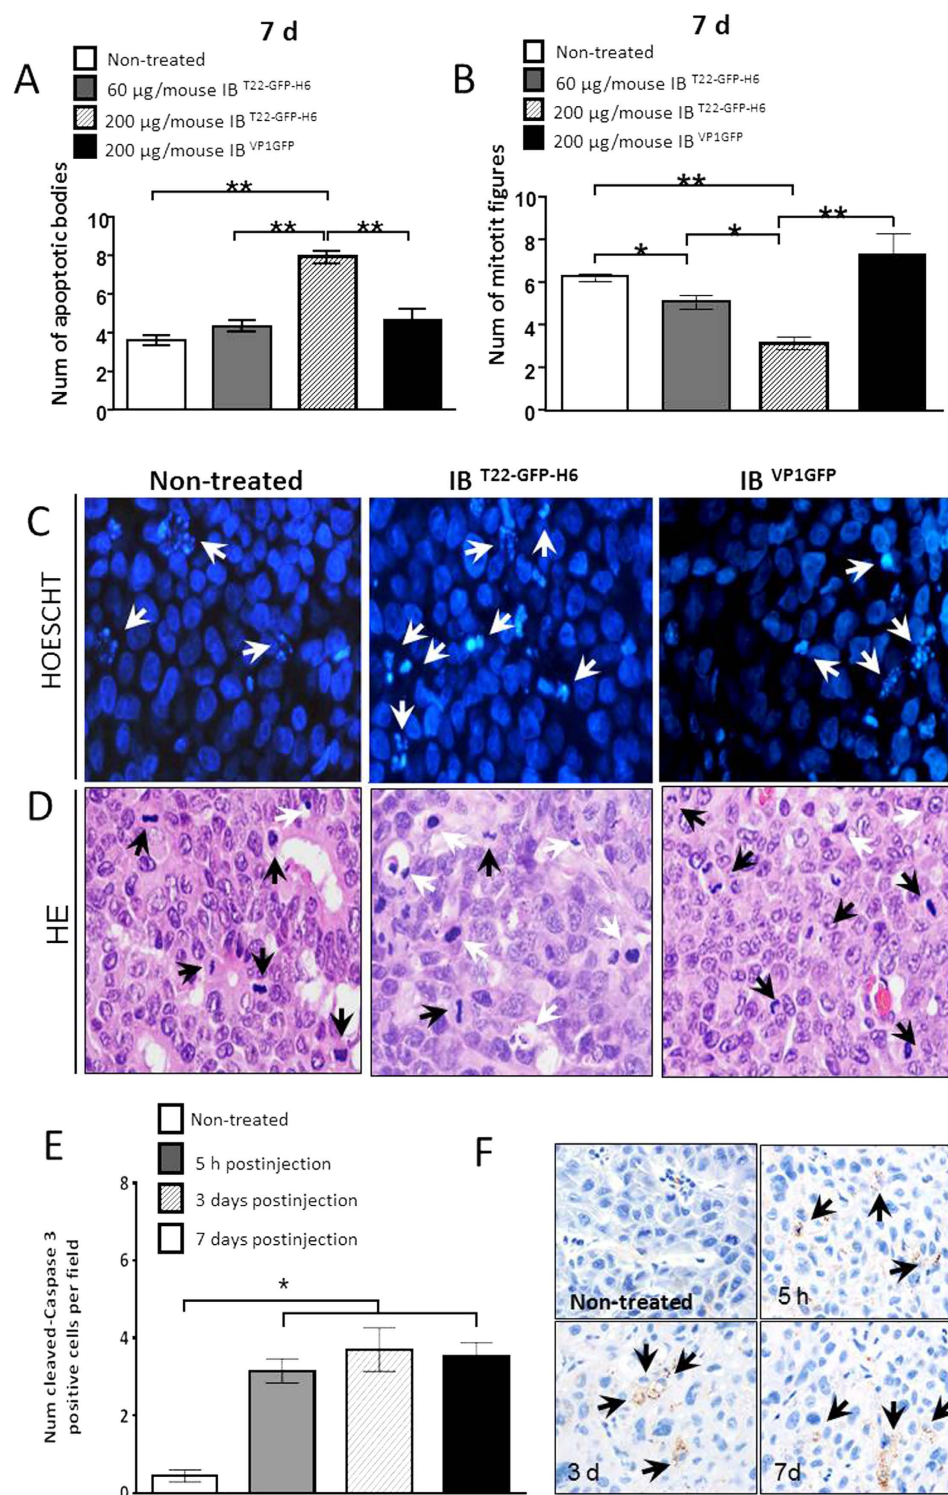 7 d
A
Non-treated
60 µg/mouse IB T22-GFP-H6
200 µg/mouse IB T22-GFP-H6
200 µg/mouse IB VP1GFP
Num of apoptotic bodies
10
8
6
4
2
0
**
**
**
7 d
B
Non-treated
60 µg/mouse IB T22-GFP-H6
200 µg/mouse IB T22-GFP-H6
200 µg/mouse IB VP1GFP
Num of mitotit figures
10
8
6
4
2
0
**
*
*
**
Non-treated
IB T22-GFP-H6
IB VP1GFP
C
HOESCHT
D
HE
E
Non-treated
5 h postinjection
3 days postinjection
7 days postinjection
Num cleaved-Caspase 3
positive cells per field
8
6
4
2
0
*
F
Non-treated
5 h
3 d
7d